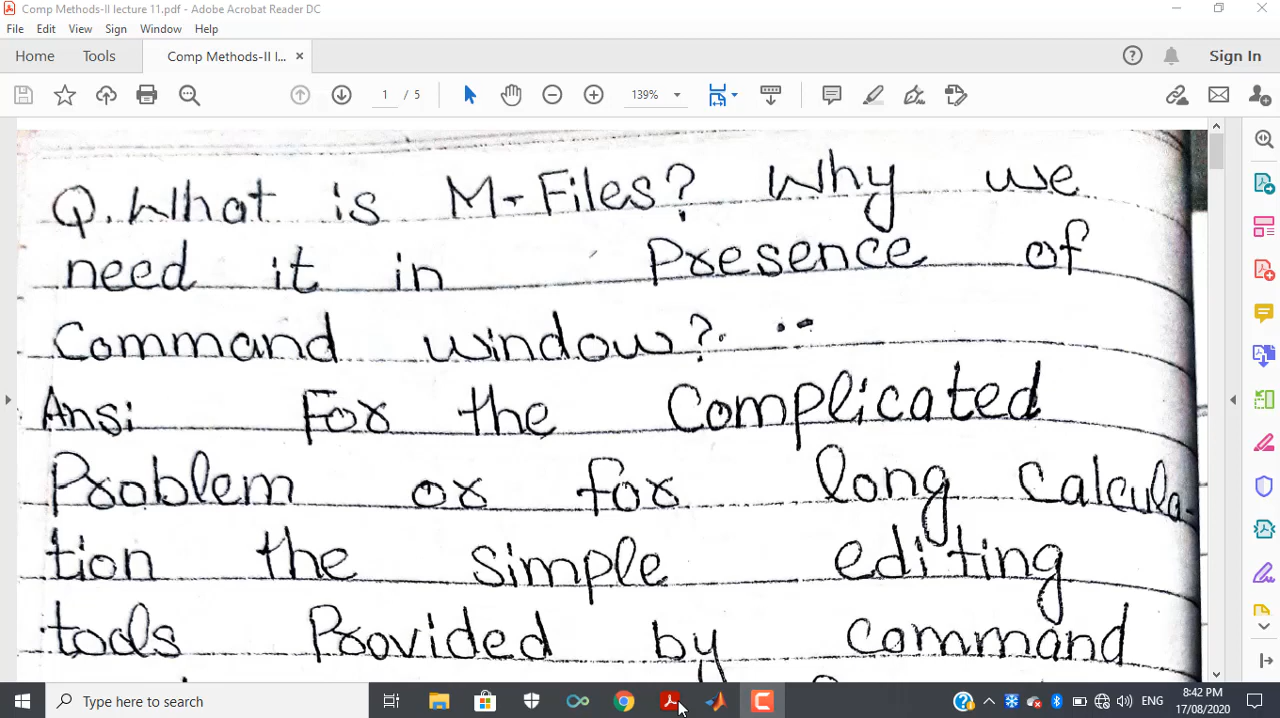 Comp Methods-II lecture 11.pdf - Adobe Acrobat Reader DC
File Edit View Sign Window Help
Home Tools Comp Methods-II l... × Sign In
1 / 5 139%
Q. What is M-Files? Why we
need it in Presence of
Command window?
Ans: For the Complicated
Problem or for long calcula-
tion the simple editing
tools Provided by command
Type here to search
ENG
8:42 PM
17/08/2020